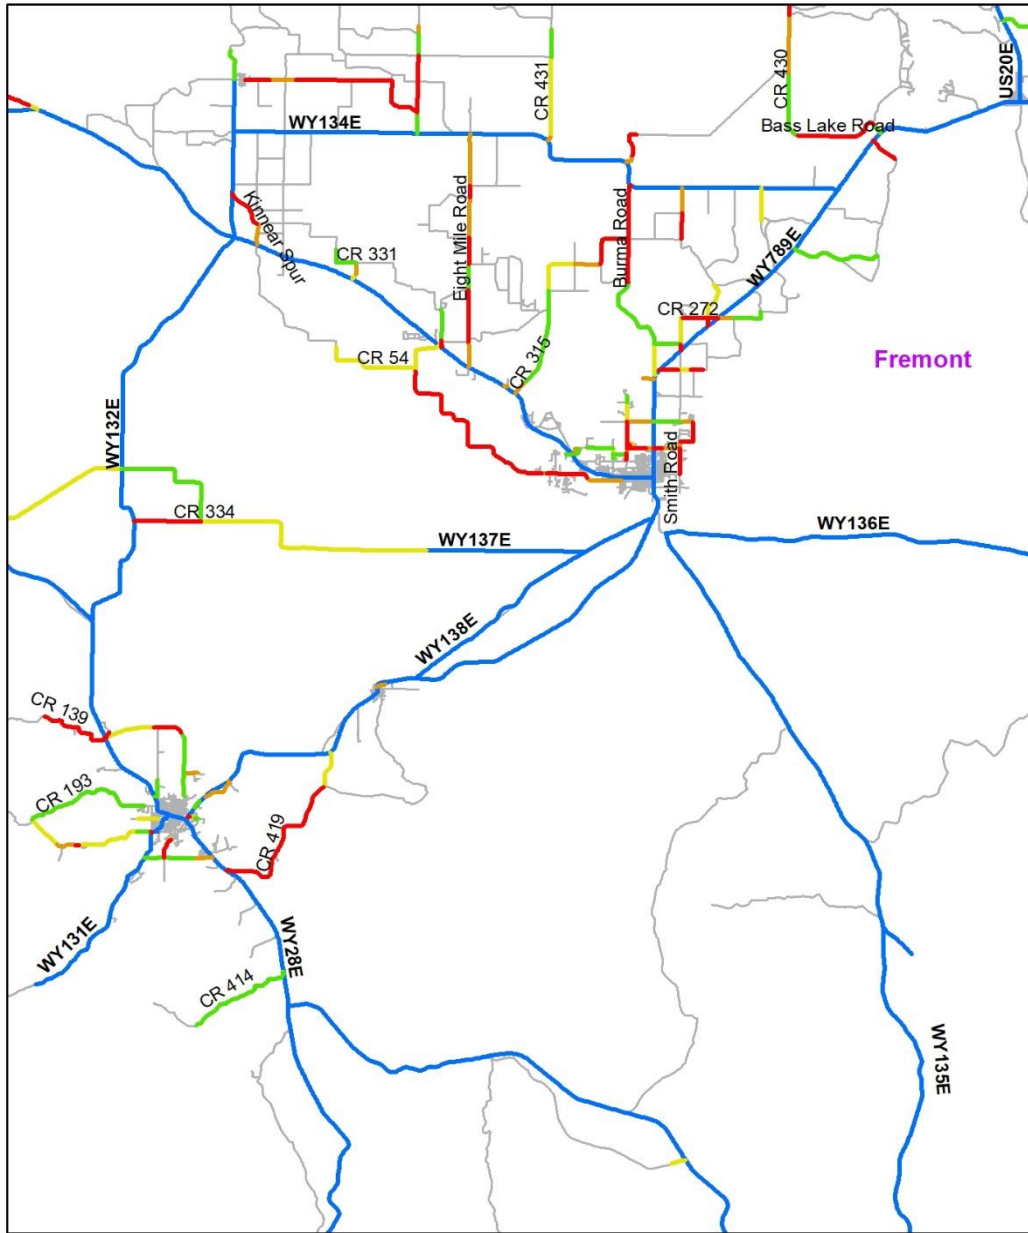 US20E
CR 430
CR 431
WY134E
Bass Lake Road
Kinnear Spur
Eight Mile Road
Burma Road
WY789E
CR 331
CR 272
CR 54
CR 315
Fremont
WY132E
Smith Road
CR 334
WY137E
WY136E
WY138E
CR 139
CR 193
CR 419
WY131E
WY28E
CR 414
WY135E